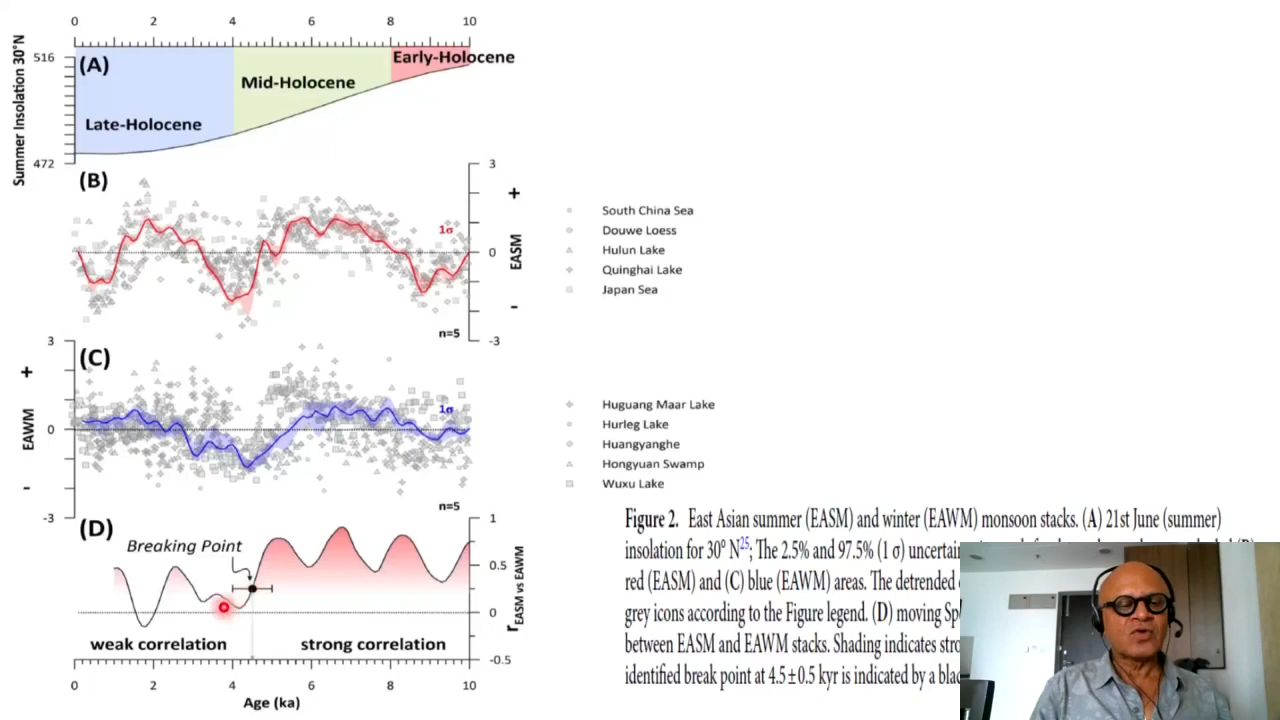 0 2 4 6 8 10
Summer Insolation 30°N
516
472
(A)
Early-Holocene
Mid-Holocene
Late-Holocene
(B)
3
+
0
EASM
-
-3
1σ
n=5
South China Sea
Douwe Loess
Hulun Lake
Quinghai Lake
Japan Sea
3
(C)
+
EAWM
0
-
-3
1σ
n=5
Huguang Maar Lake
Hurleg Lake
Huangyanghe
Hongyuan Swamp
Wuxu Lake
(D)
Breaking Point
1
0.5
0
-0.5
r EASM vs EAWM
weak correlation strong correlation
0 2 4 6 8 10
Age (ka)
Figure 2. East Asian summer (EASM) and winter (EAWM) monsoon stacks. (A) 21st June (summer)
insolation for 30° N25; The 2.5% and 97.5% (1 σ)
red (EASM) and (C) blue (EAWM) areas. The detrended
grey icons according to the Figure legend. (D) moving
between EASM and EAWM stacks. Shading indicates
identified break point at 4.5±0.5 kyr is indicated by a